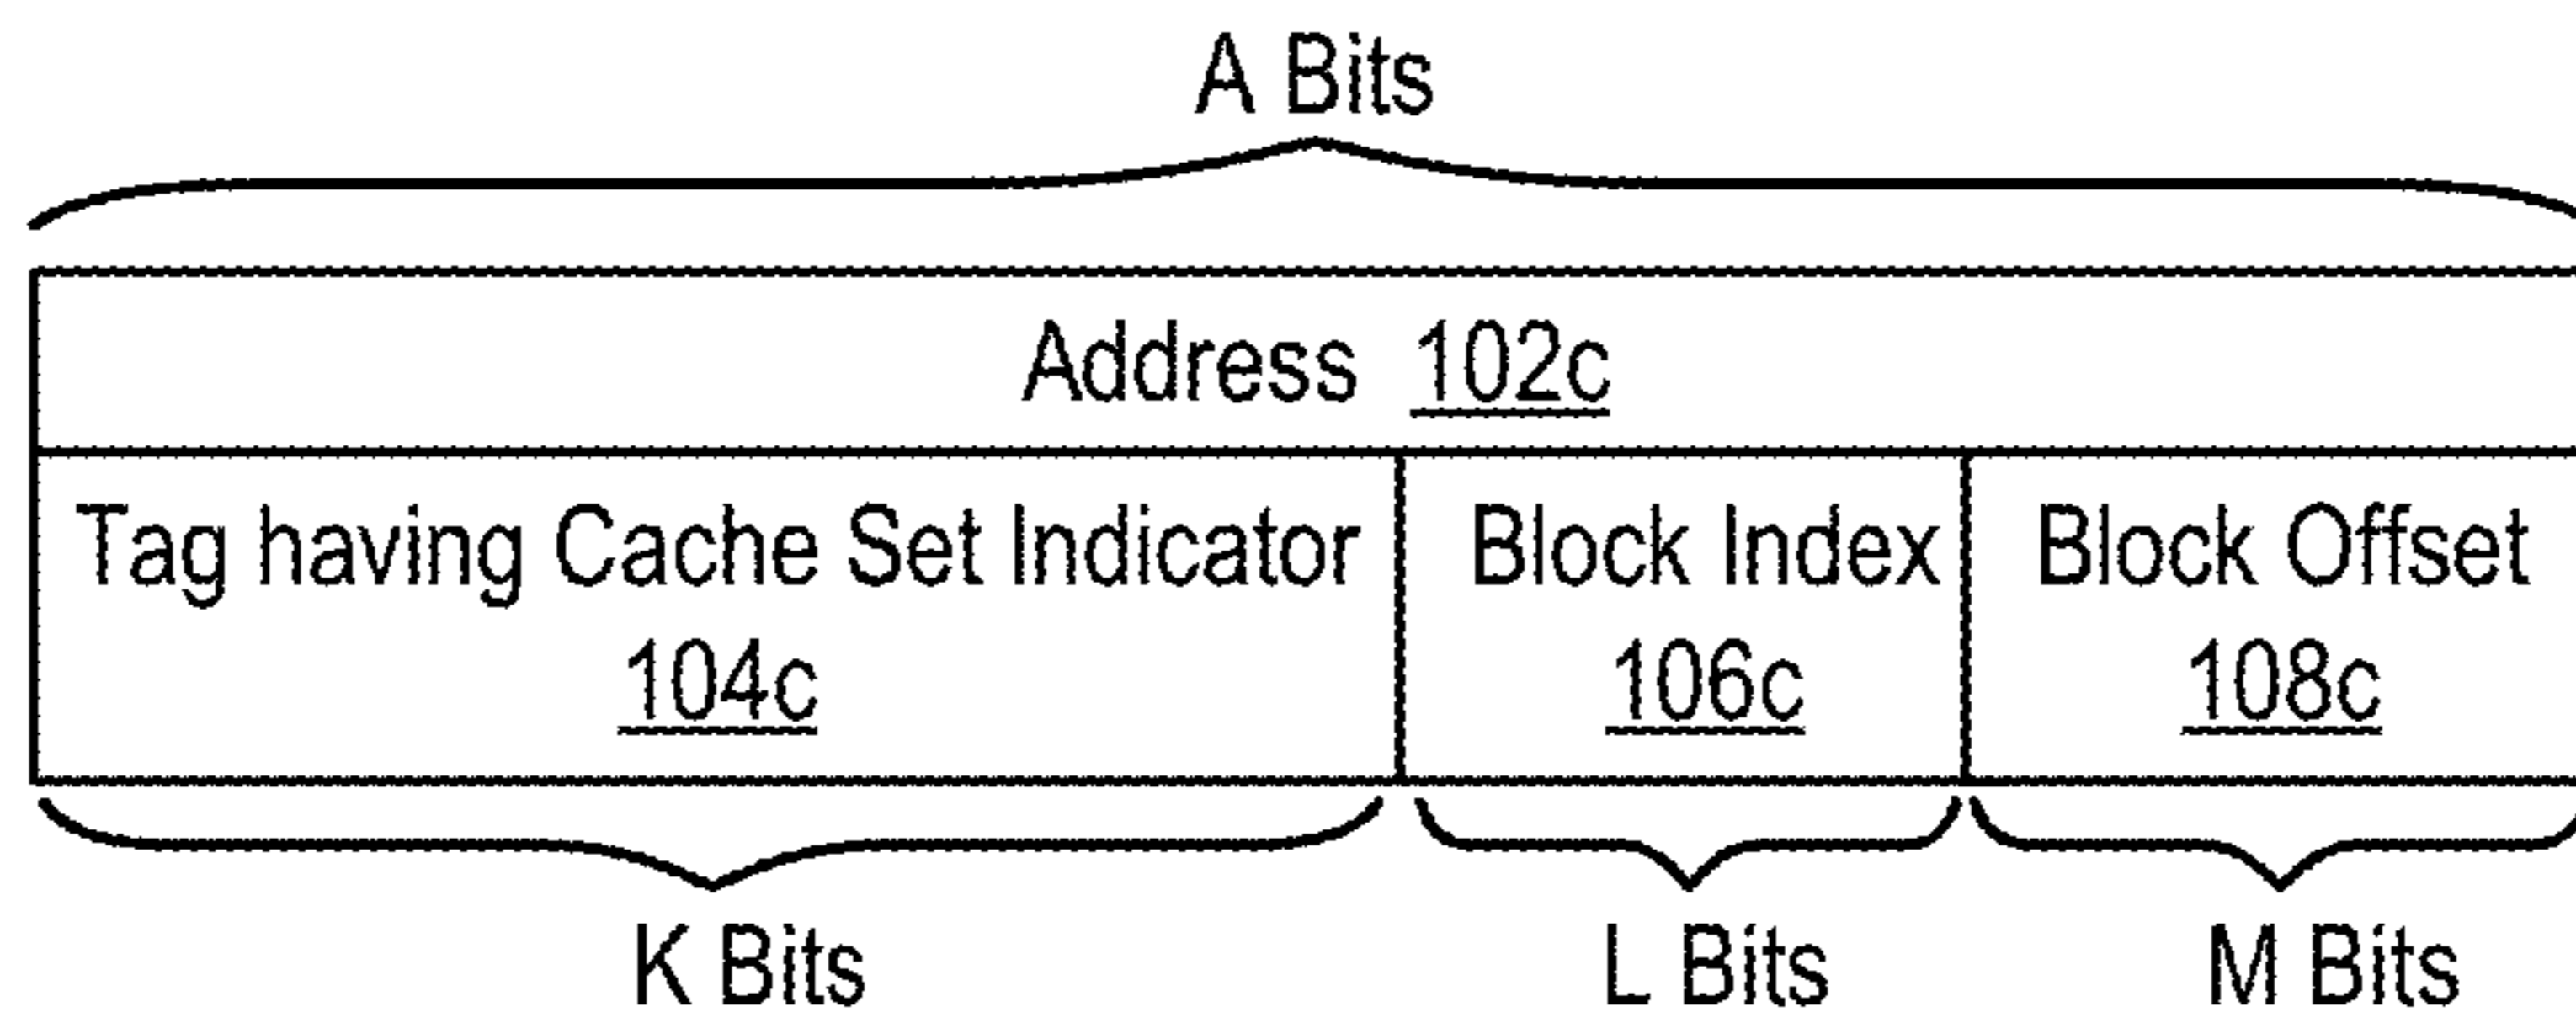 A Bits
Address 102c
Tag having Cache Set Indicator
104c
Block Index
106c
Block Offset
108c
K Bits
L Bits
M Bits